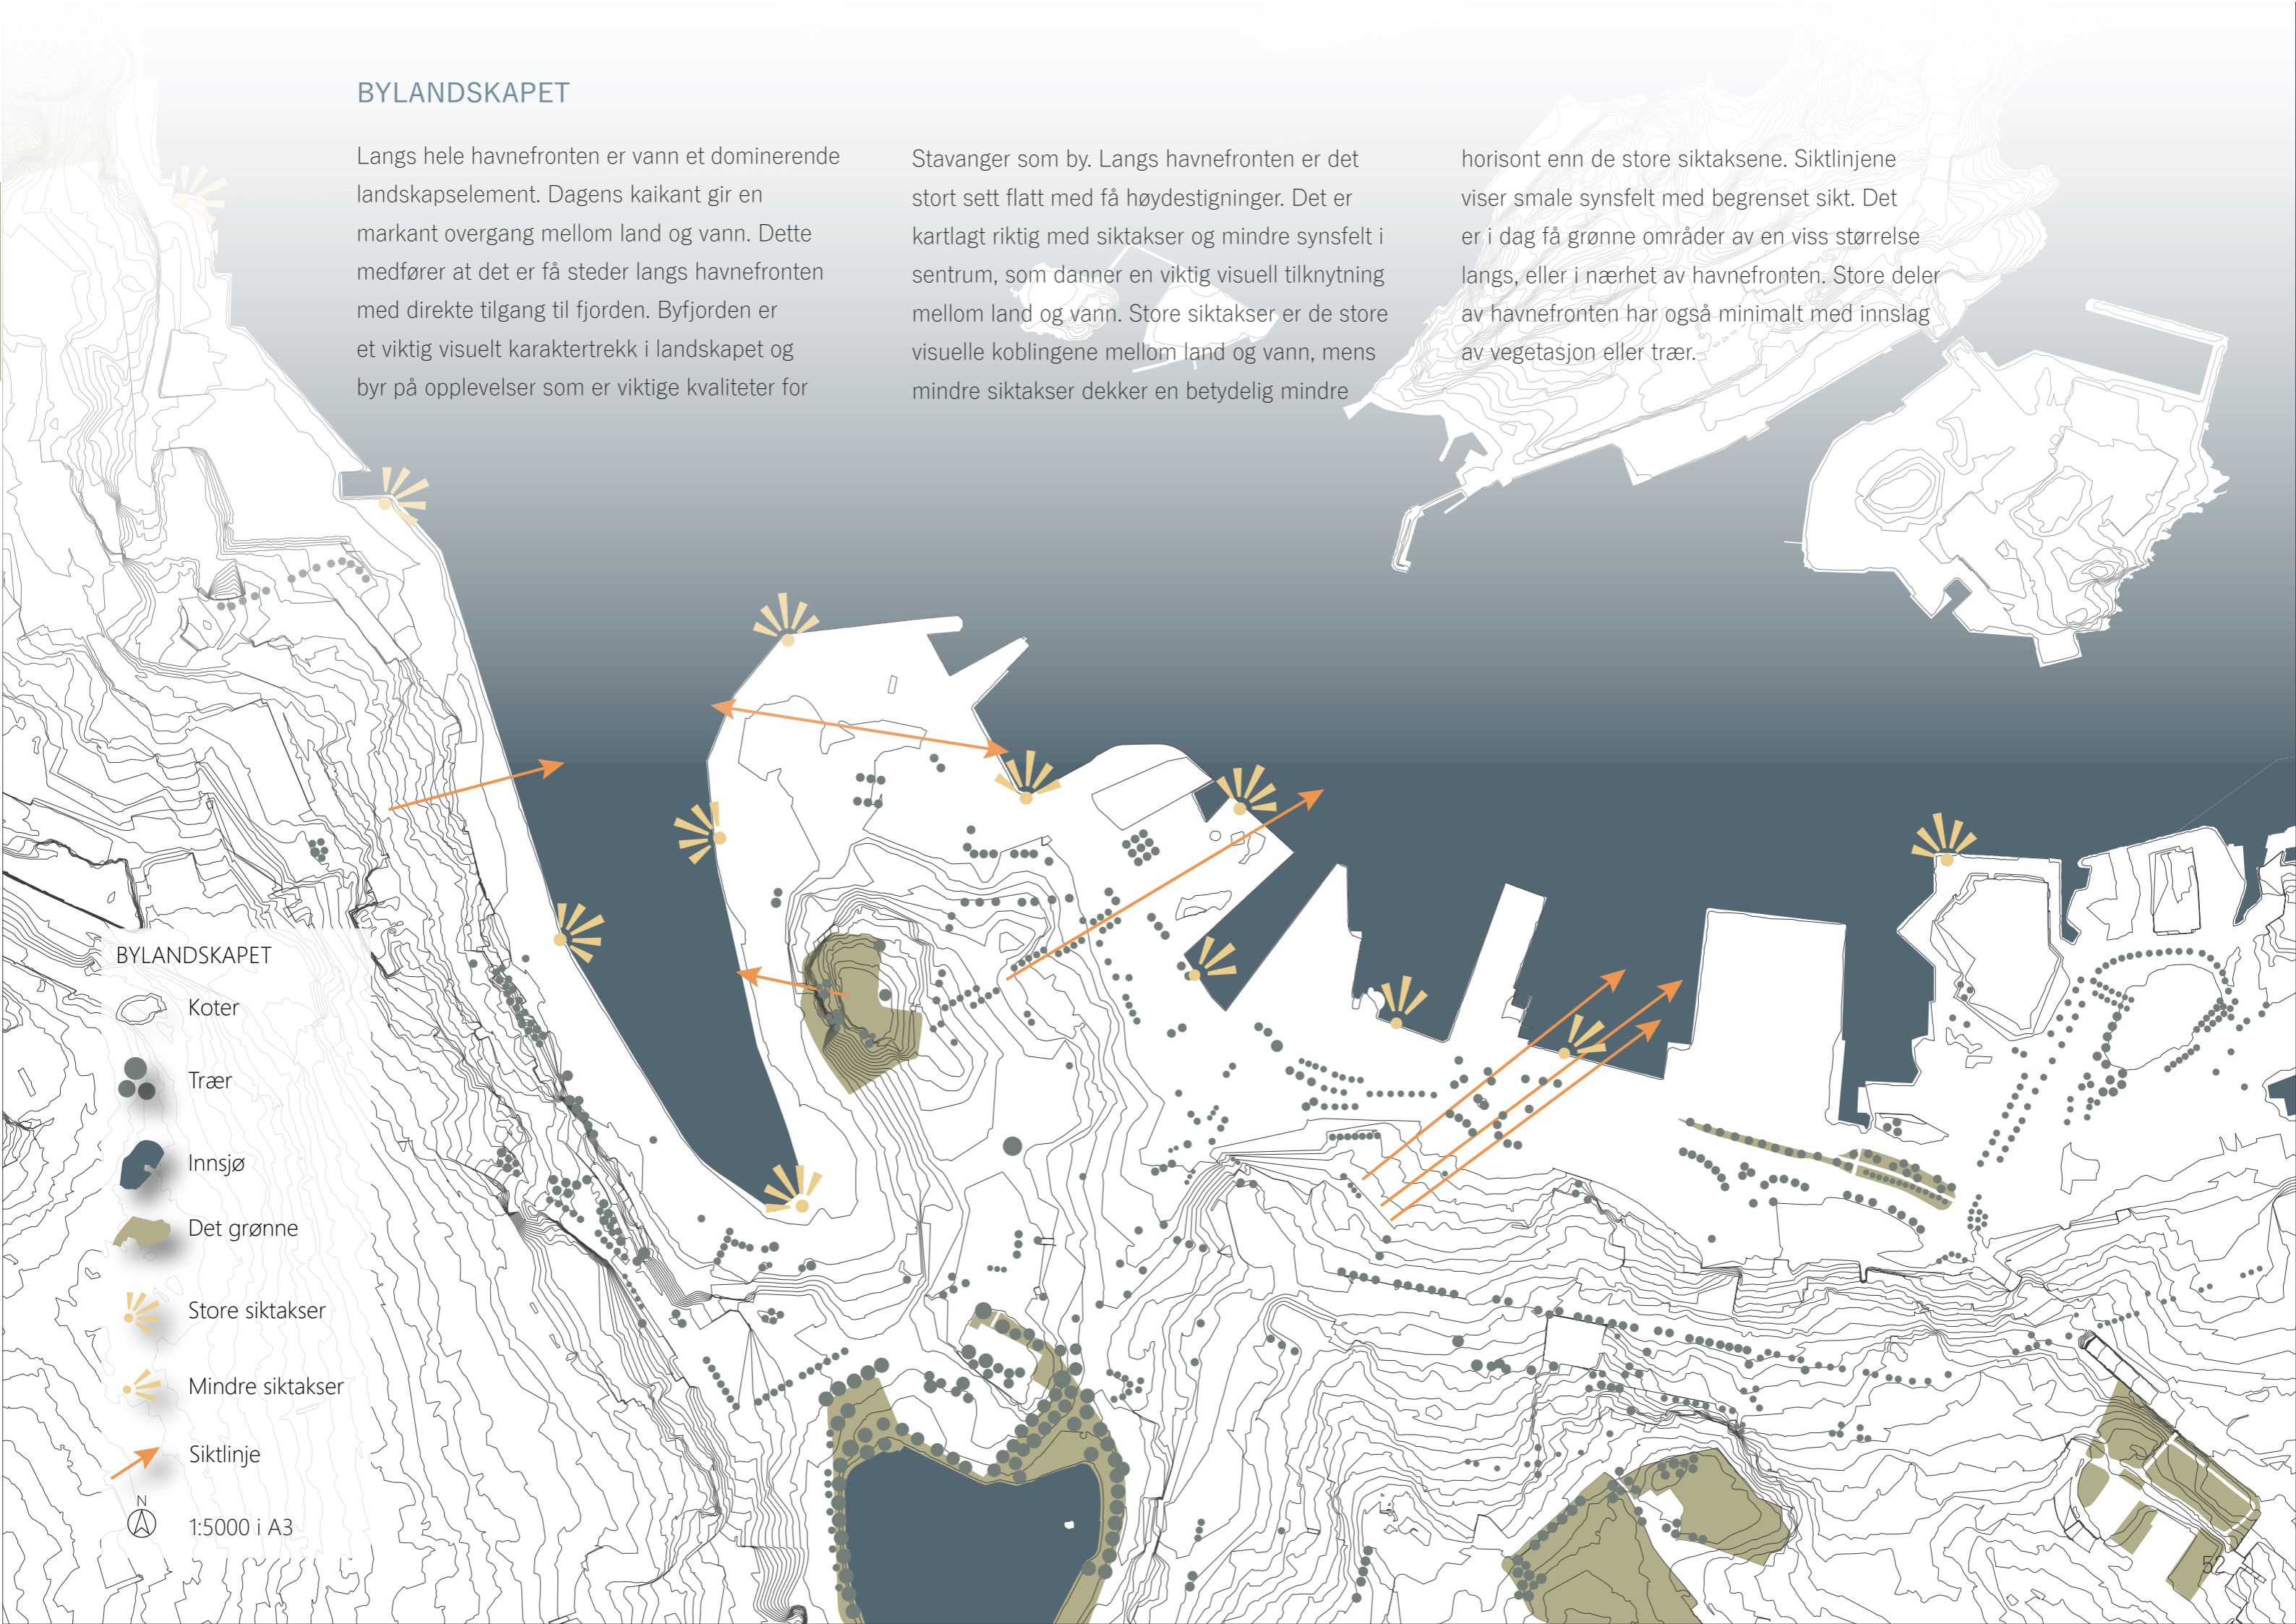 BYLANDSKAPET
Langs hele havnefronten er vann et dominerende
landskapselement. Dagens kaikant gir en
markant overgang mellom land og vann. Dette
medfører at det er få steder langs havnefronten
med direkte tilgang til fjorden. Byfjorden er
et viktig visuelt karaktertrekk i landskapet og
byr på opplevelser som er viktige kvaliteter for
Stavanger som by. Langs havnefronten er det
stort sett flatt med få høydestigninger. Det er
kartlagt riktig med siktakser og mindre synsfelt i
sentrum, som danner en viktig visuell tilknytning
mellom land og vann. Store siktakser er de store
visuelle koblingene mellom land og vann, mens
mindre siktakser dekker en betydelig mindre
horisont enn de store siktaksene. Siktlinjene
viser smale synsfelt med begrenset sikt. Det
er i dag få grønne områder av en viss størrelse
langs, eller i nærhet av havnefronten. Store deler
av havnefronten har også minimalt med innslag
av vegetasjon eller trær.
BYLANDSKAPET
Koter
Trær
Innsjø
Det grønne
Store siktakser
Mindre siktakser
Siktlinje
N
1:5000 i A3
52